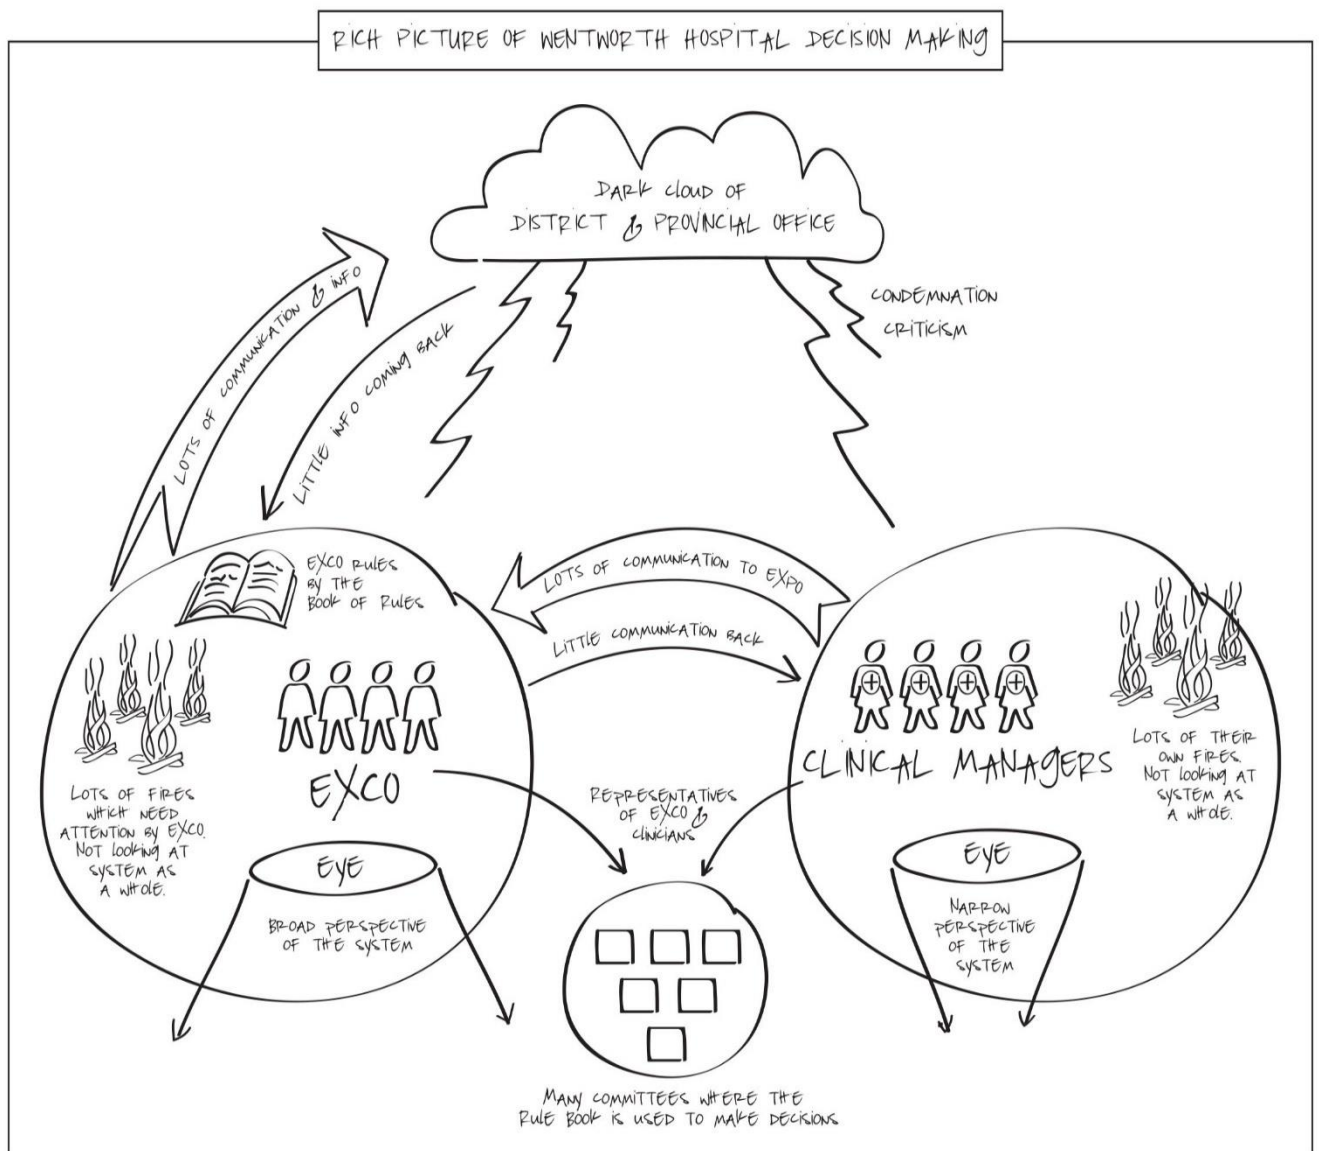 RICH PICTURE OF WENTWORTH HOSPITAL DECISION MAKING
DARK CLOUD OF
DISTRICT & PROVINCIAL OFFICE
CONDEMNATION
CRITICISM
LOTS OF COMMUNICATION & INFO
LITTLE INFO COMING BACK
EXCO RULES
BY THE
BOOK OF RULES
LOTS OF COMMUNICATION TO EXPO
LITTLE COMMUNICATION BACK
EXCO
LOTS OF FIRES
WHICH NEED
ATTENTION BY EXCO.
NOT LOOKING AT
SYSTEM AS
A WHOLE.
EYE
BROAD PERSPECTIVE
OF THE SYSTEM
CLINICAL MANAGERS
LOTS OF THEIR
OWN FIRES.
NOT LOOKING AT
SYSTEM AS
A WHOLE.
EYE
NARROW
PERSPECTIVE
OF THE
SYSTEM
REPRESENTATIVES
OF EXCO &
CLINICIANS
MANY COMMITTEES WHERE THE
RULE BOOK IS USED TO MAKE DECISIONS